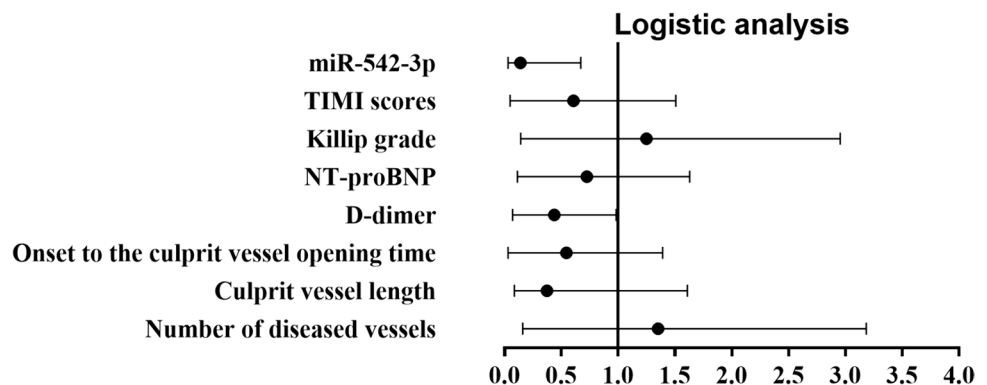 Logistic analysis
miR-542-3p
TIMI scores
Killip grade
NT-proBNP
D-dimer
Onset to the culprit vessel opening time
Culprit vessel length
Number of diseased vessels
0.0 0.5 1.0 1.5 2.0 2.5 3.0 3.5 4.0